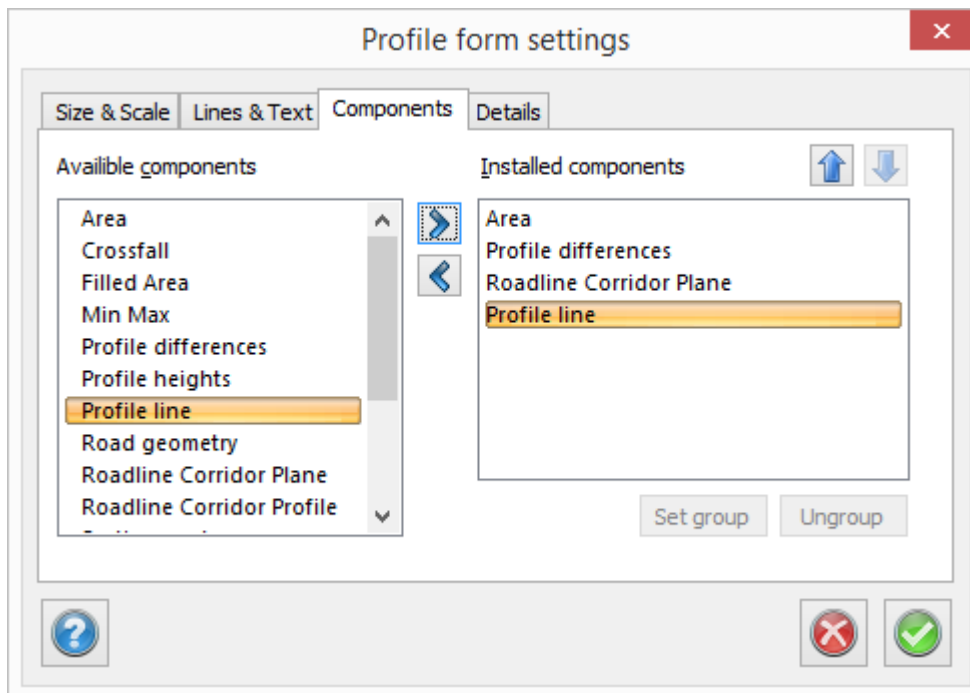 Profile form settings
Size & Scale
Lines & Text
Components
Details
Availible components
Area
Crossfall
Filled Area
Min Max
Profile differences
Profile heights
Profile line
Road geometry
Roadline Corridor Plane
Roadline Corridor Profile
Installed components
Area
Profile differences
Roadline Corridor Plane
Profile line
Set group
Ungroup